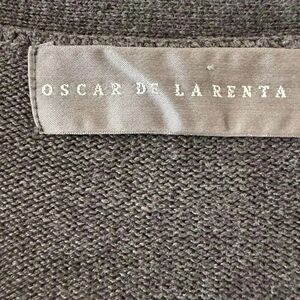 OSCAR DE LA RENTA